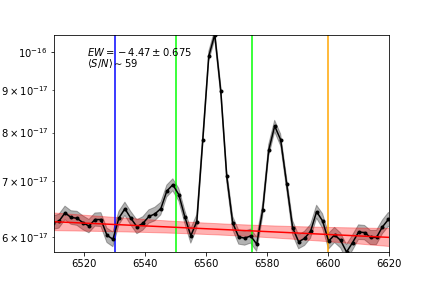 10⁻¹⁶
EW = −4.47 ± 0.675
⟨S/N⟩ ~ 59
9 × 10⁻¹⁷
8 × 10⁻¹⁷
7 × 10⁻¹⁷
6 × 10⁻¹⁷
6520 6540 6560 6580 6600 6620